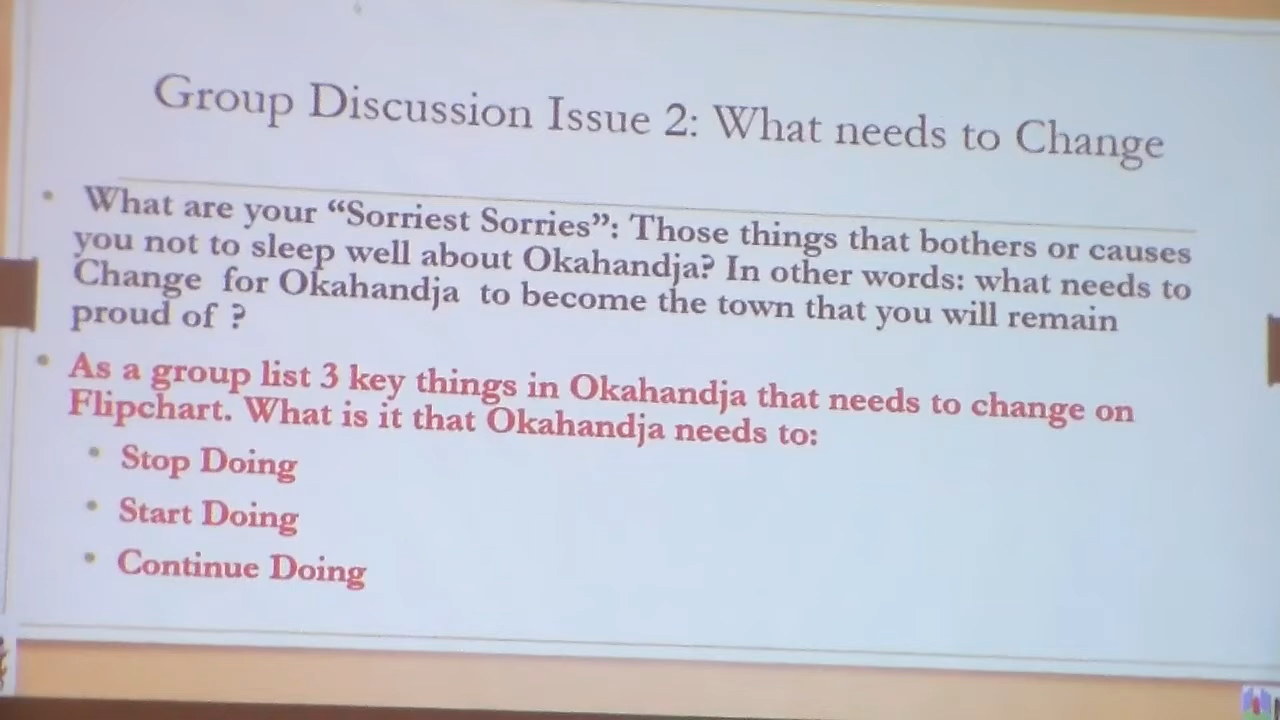 Group Discussion Issue 2: What needs to Change
• What are your “Sorriest Sorries”: Those things that bothers or causes
you not to sleep well about Okahandja? In other words: what needs to
Change for Okahandja to become the town that you will remain
proud of ?
• As a group list 3 key things in Okahandja that needs to change on
Flipchart. What is it that Okahandja needs to:
• Stop Doing
• Start Doing
• Continue Doing